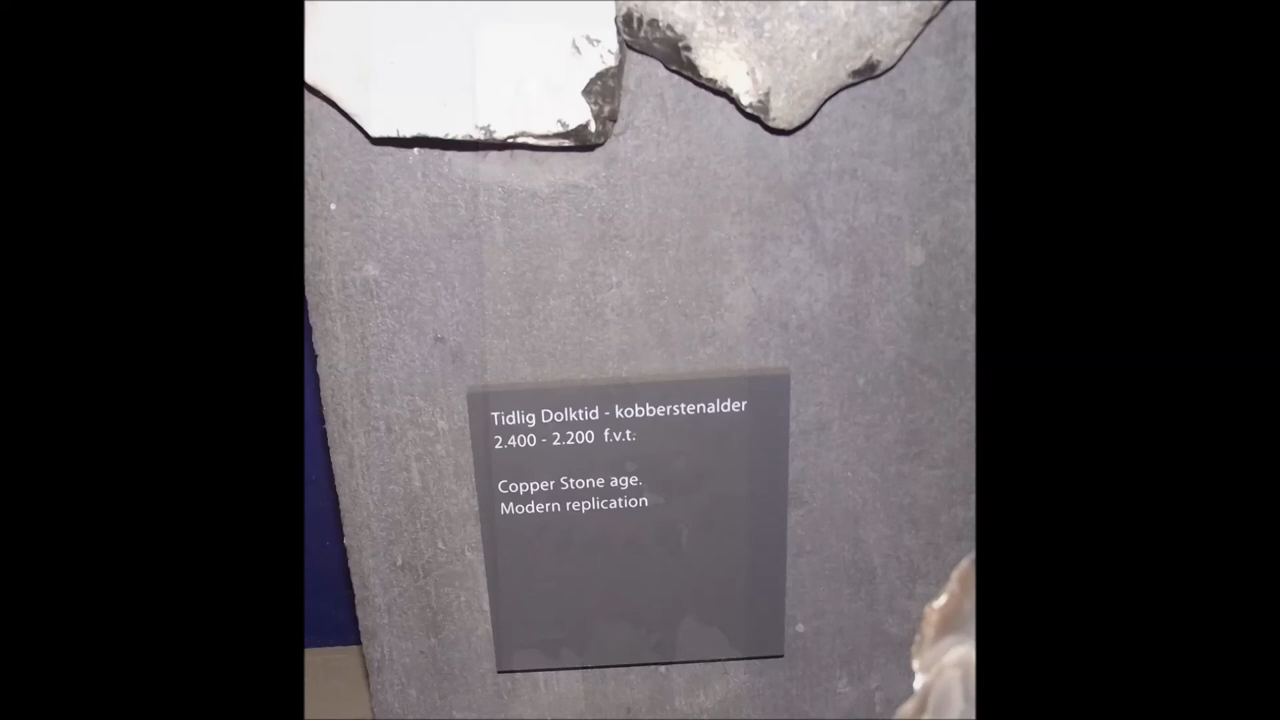 Tidlig Dolktid - kobberstenalder
2.400 - 2.200 f.v.t.
Copper Stone age.
Modern replication